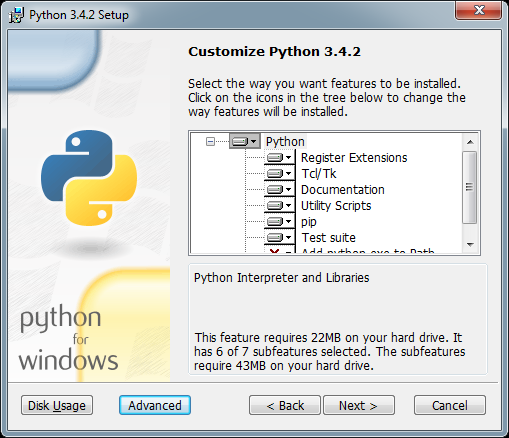 Python 3.4.2 Setup
Customize Python 3.4.2
Select the way you want features to be installed.
Click on the icons in the tree below to change the
way features will be installed.
Python
Register Extensions
Tcl/Tk
Documentation
Utility Scripts
pip
Test suite
Add python.exe to Path
Python Interpreter and Libraries
This feature requires 22MB on your hard drive. It
has 6 of 7 subfeatures selected. The subfeatures
require 43MB on your hard drive.
python
for
windows
Disk Usage
Advanced
< Back
Next >
Cancel